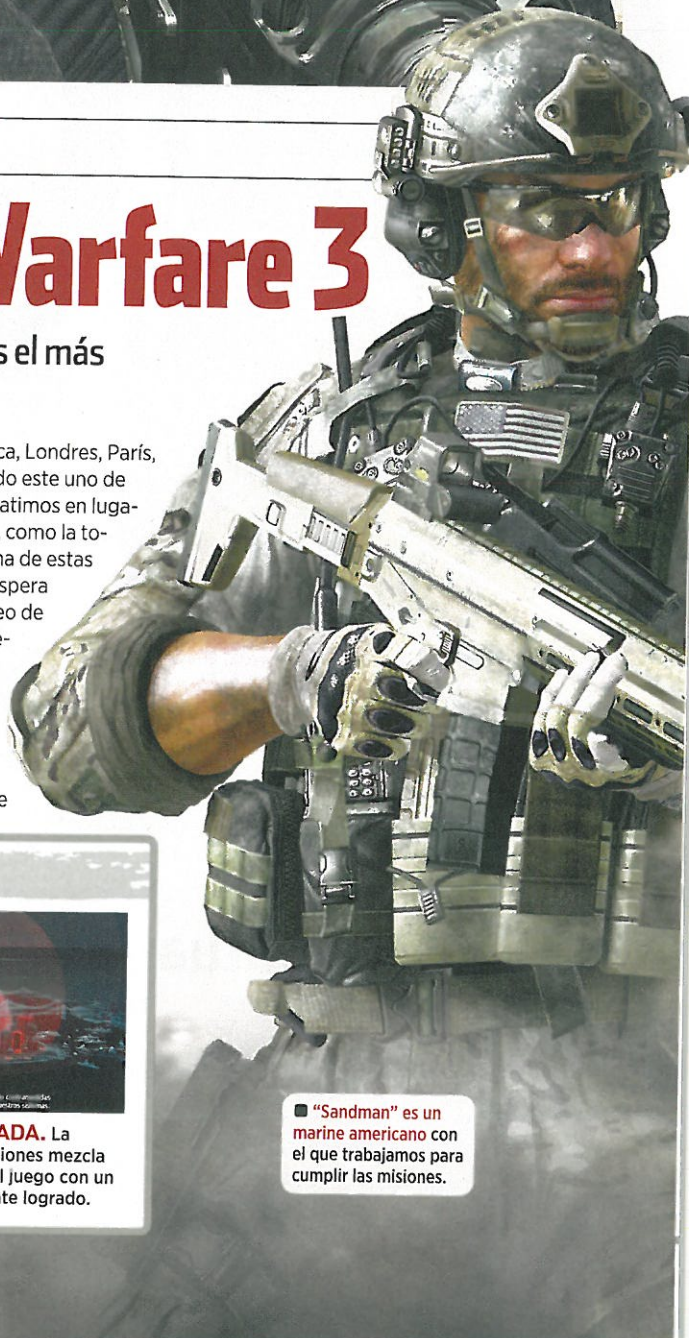 Warfare 3
s el más
ca, Londres, París,
do este uno de
atimos en luga-
, como la to-
na de estas
spera
eo de
e-
e
ADA. La
iones mezcla
l juego con un
te logrado.
"Sandman" es un
marine americano con
el que trabajamos para
cumplir las misiones.